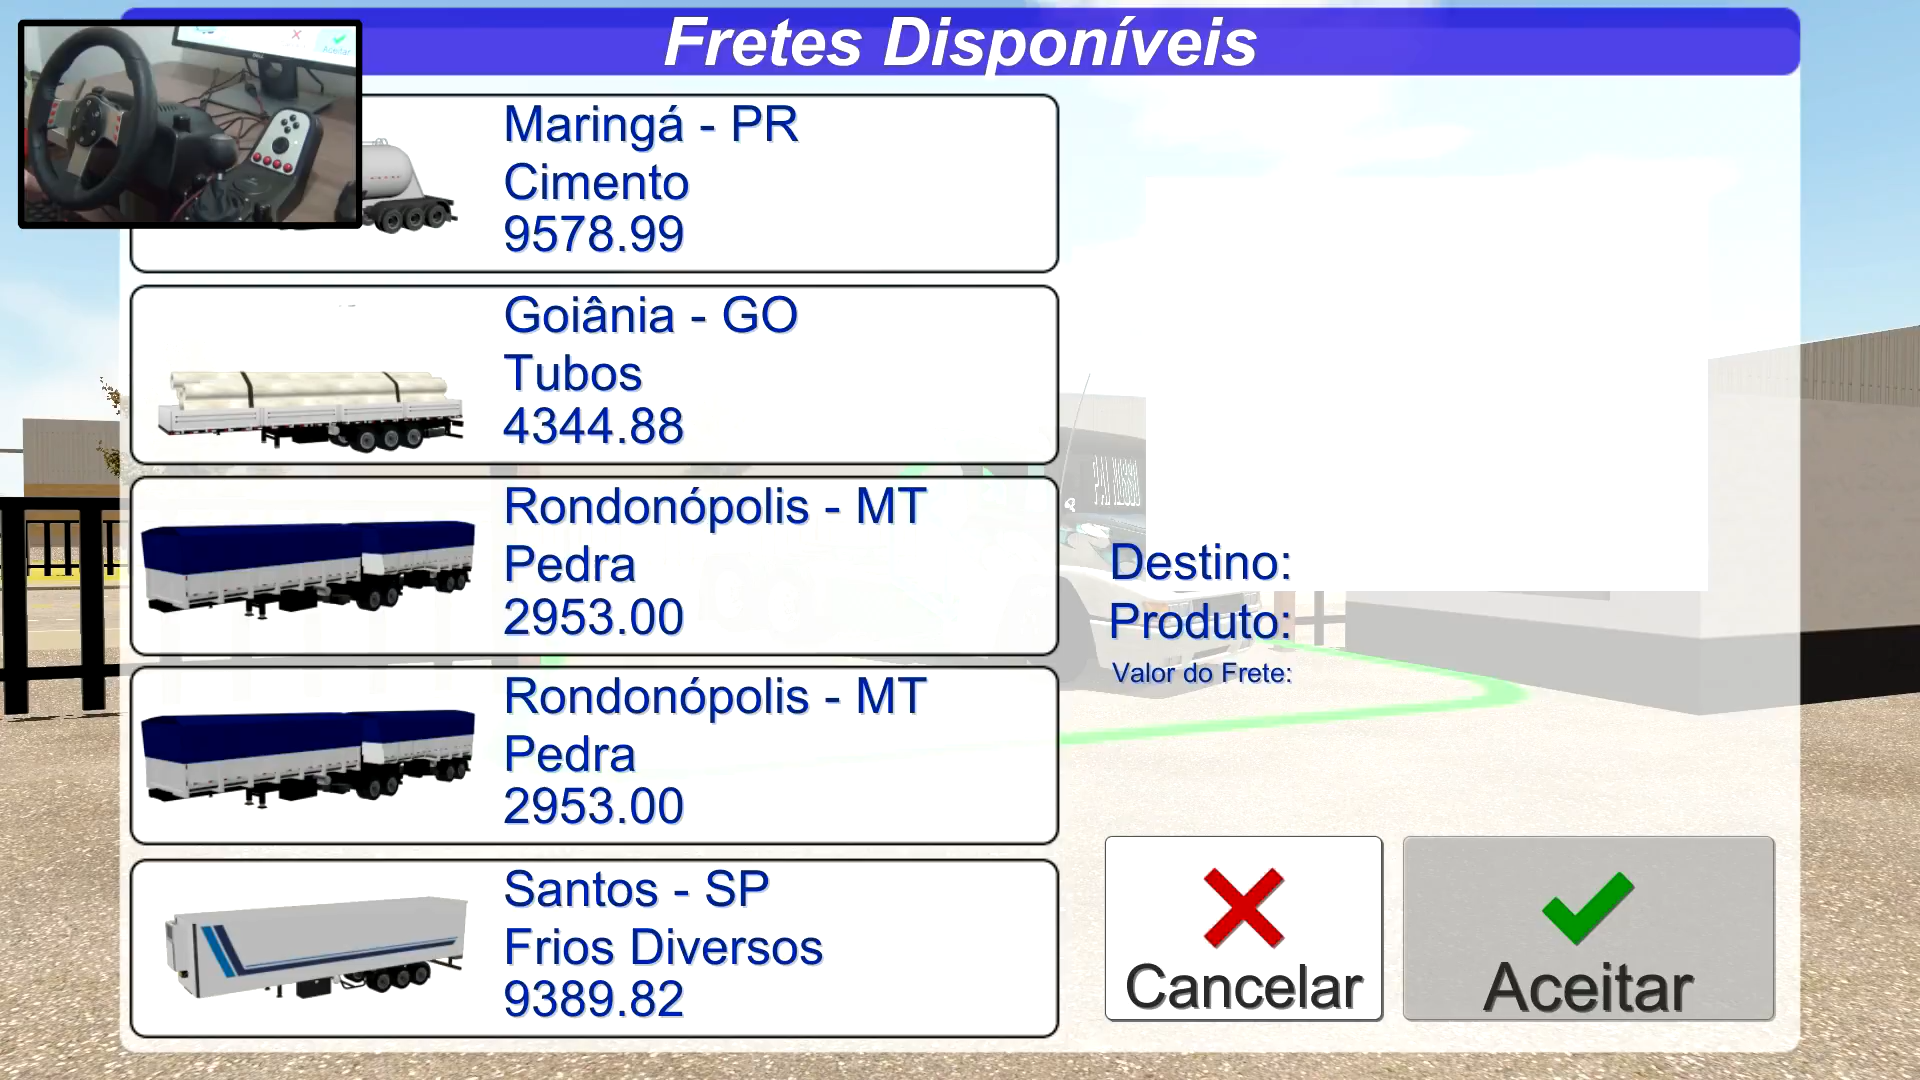 Fretes Disponíveis
Maringá - PR
Cimento
9578.99
Goiânia - GO
Tubos
4344.88
Rondonópolis - MT
Pedra
2953.00
Rondonópolis - MT
Pedra
2953.00
Santos - SP
Frios Diversos
9389.82
Destino:
Produto:
Valor do Frete:
Cancelar
Aceitar